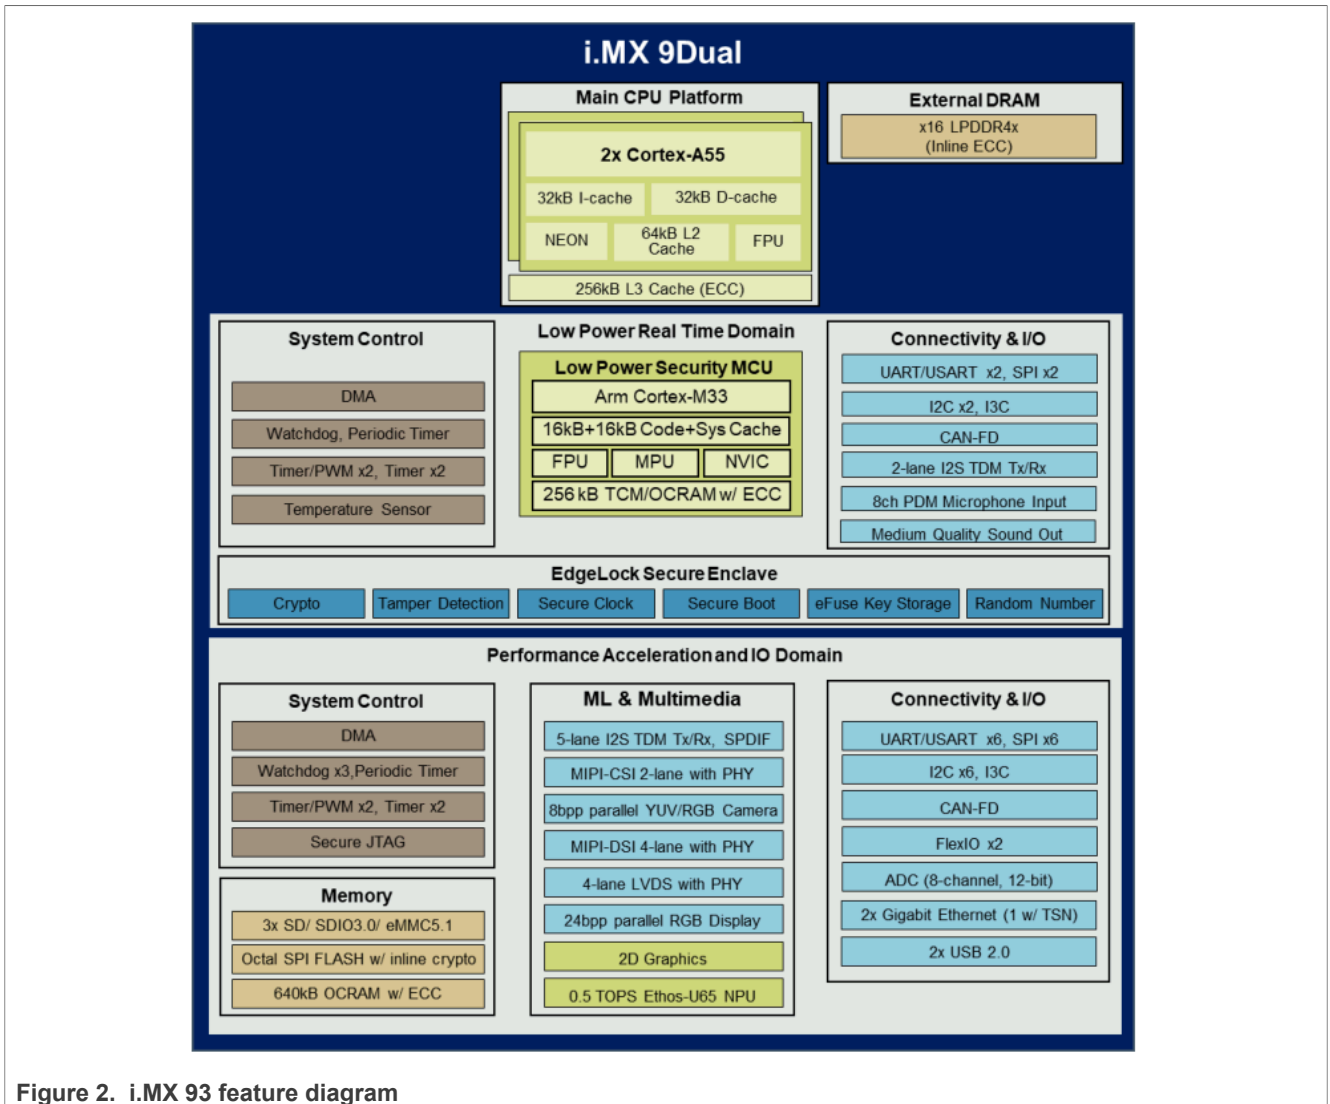 i.MX 9Dual
Main CPU Platform
2x Cortex-A55
32kB I-cache
32kB D-cache
NEON
64kB L2
Cache
FPU
256kB L3 Cache (ECC)
External DRAM
x16 LPDDR4x
(Inline ECC)
System Control
DMA
Watchdog, Periodic Timer
Timer/PWM x2, Timer x2
Temperature Sensor
Low Power Real Time Domain
Low Power Security MCU
Arm Cortex-M33
16kB+16kB Code+Sys Cache
FPU
MPU
NVIC
256 kB TCM/OCRAM w/ ECC
Connectivity & I/O
UART/USART x2, SPI x2
I2C x2, I3C
CAN-FD
2-lane I2S TDM Tx/Rx
8ch PDM Microphone Input
Medium Quality Sound Out
EdgeLock Secure Enclave
Crypto
Tamper Detection
Secure Clock
Secure Boot
eFuse Key Storage
Random Number
Performance Acceleration and IO Domain
System Control
DMA
Watchdog x3,Periodic Timer
Timer/PWM x2, Timer x2
Secure JTAG
Memory
3x SD/ SDIO3.0/ eMMC5.1
Octal SPI FLASH w/ inline crypto
640kB OCRAM w/ ECC
ML & Multimedia
5-lane I2S TDM Tx/Rx, SPDIF
MIPI-CSI 2-lane with PHY
8bpp parallel YUV/RGB Camera
MIPI-DSI 4-lane with PHY
4-lane LVDS with PHY
24bpp parallel RGB Display
2D Graphics
0.5 TOPS Ethos-U65 NPU
Connectivity & I/O
UART/USART x6, SPI x6
I2C x6, I3C
CAN-FD
FlexIO x2
ADC (8-channel, 12-bit)
2x Gigabit Ethernet (1 w/ TSN)
2x USB 2.0
Figure 2. i.MX 93 feature diagram